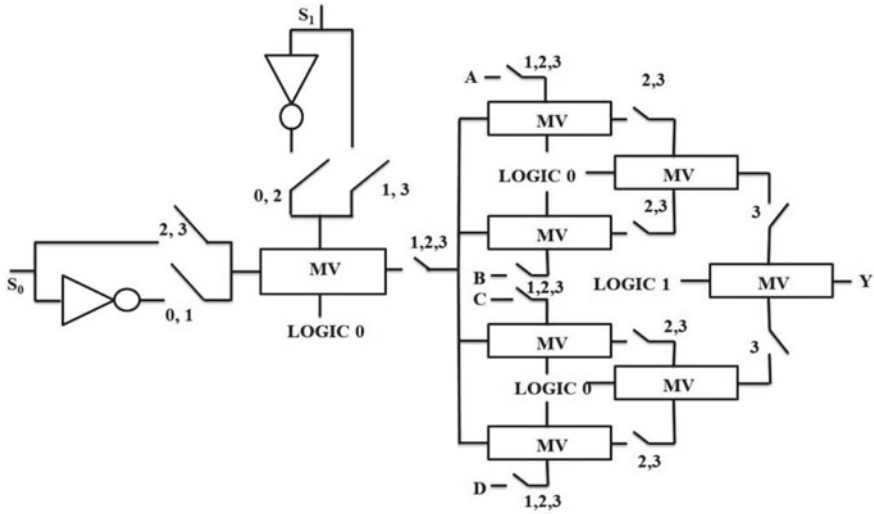 S1
A
1,2,3
2,3
MV
LOGIC 0
MV
0, 2
1, 3
2,3
3
2, 3
1,2,3
MV
MV
B
1,2,3
LOGIC 1
MV
Y
S0
C
0, 1
LOGIC 0
2,3
MV
3
LOGIC 0
MV
MV
2,3
D
1,2,3